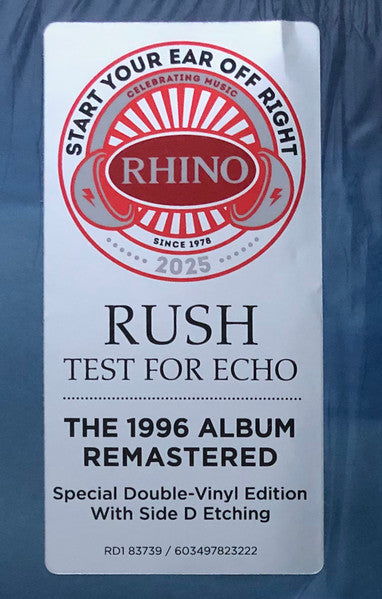 START YOUR EAR OFF RIGHT
CELEBRATING MUSIC
RHINO
SINCE 1978
2025
RUSH
TEST FOR ECHO
THE 1996 ALBUM
REMASTERED
Special Double-Vinyl Edition
With Side D Etching
RD1 83739 / 603497823222